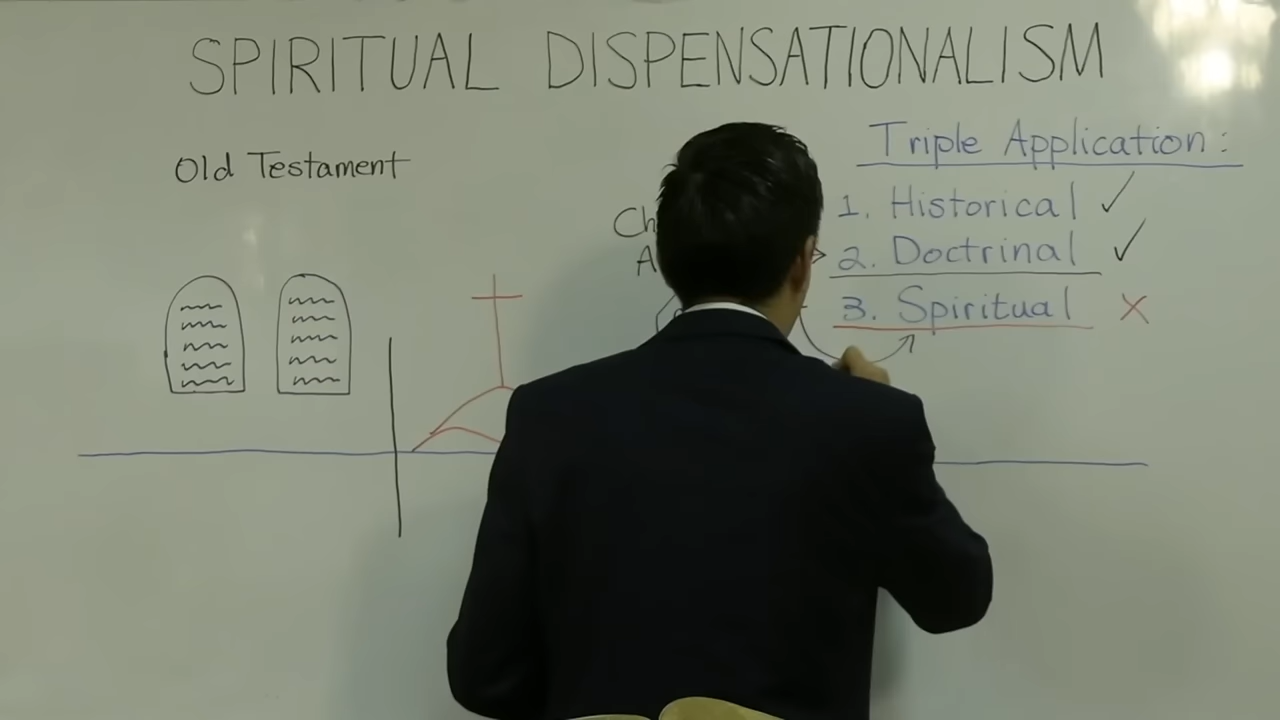 SPIRITUAL DISPENSATIONALISM
Old Testament
Triple Application:
1. Historical ✓
2. Doctrinal ✓
3. Spiritual X